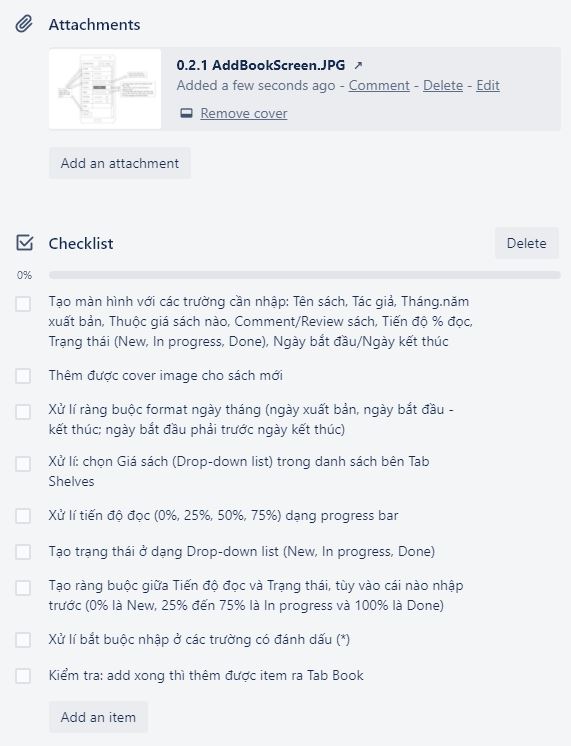 Attachments
0.2.1 AddBookScreen.JPG ↗
Added a few seconds ago - Comment - Delete - Edit
Remove cover
Add an attachment
Checklist
Delete
0%
Tạo màn hình với các trường cần nhập: Tên sách, Tác giả, Tháng.năm
xuất bản, Thuộc giá sách nào, Comment/Review sách, Tiến độ % đọc,
Trạng thái (New, In progress, Done), Ngày bắt đầu/Ngày kết thúc
Thêm được cover image cho sách mới
Xử lí ràng buộc format ngày tháng (ngày xuất bản, ngày bắt đầu -
kết thúc; ngày bắt đầu phải trước ngày kết thúc)
Xử lí: chọn Giá sách (Drop-down list) trong danh sách bên Tab
Shelves
Xử lí tiến độ đọc (0%, 25%, 50%, 75%) dạng progress bar
Tạo trạng thái ở dạng Drop-down list (New, In progress, Done)
Tạo ràng buộc giữa Tiến độ đọc và Trạng thái, tùy vào cái nào nhập
trước (0% là New, 25% đến 75% là In progress và 100% là Done)
Xử lí bắt buộc nhập ở các trường có đánh dấu (*)
Kiểm tra: add xong thì thêm được item ra Tab Book
Add an item